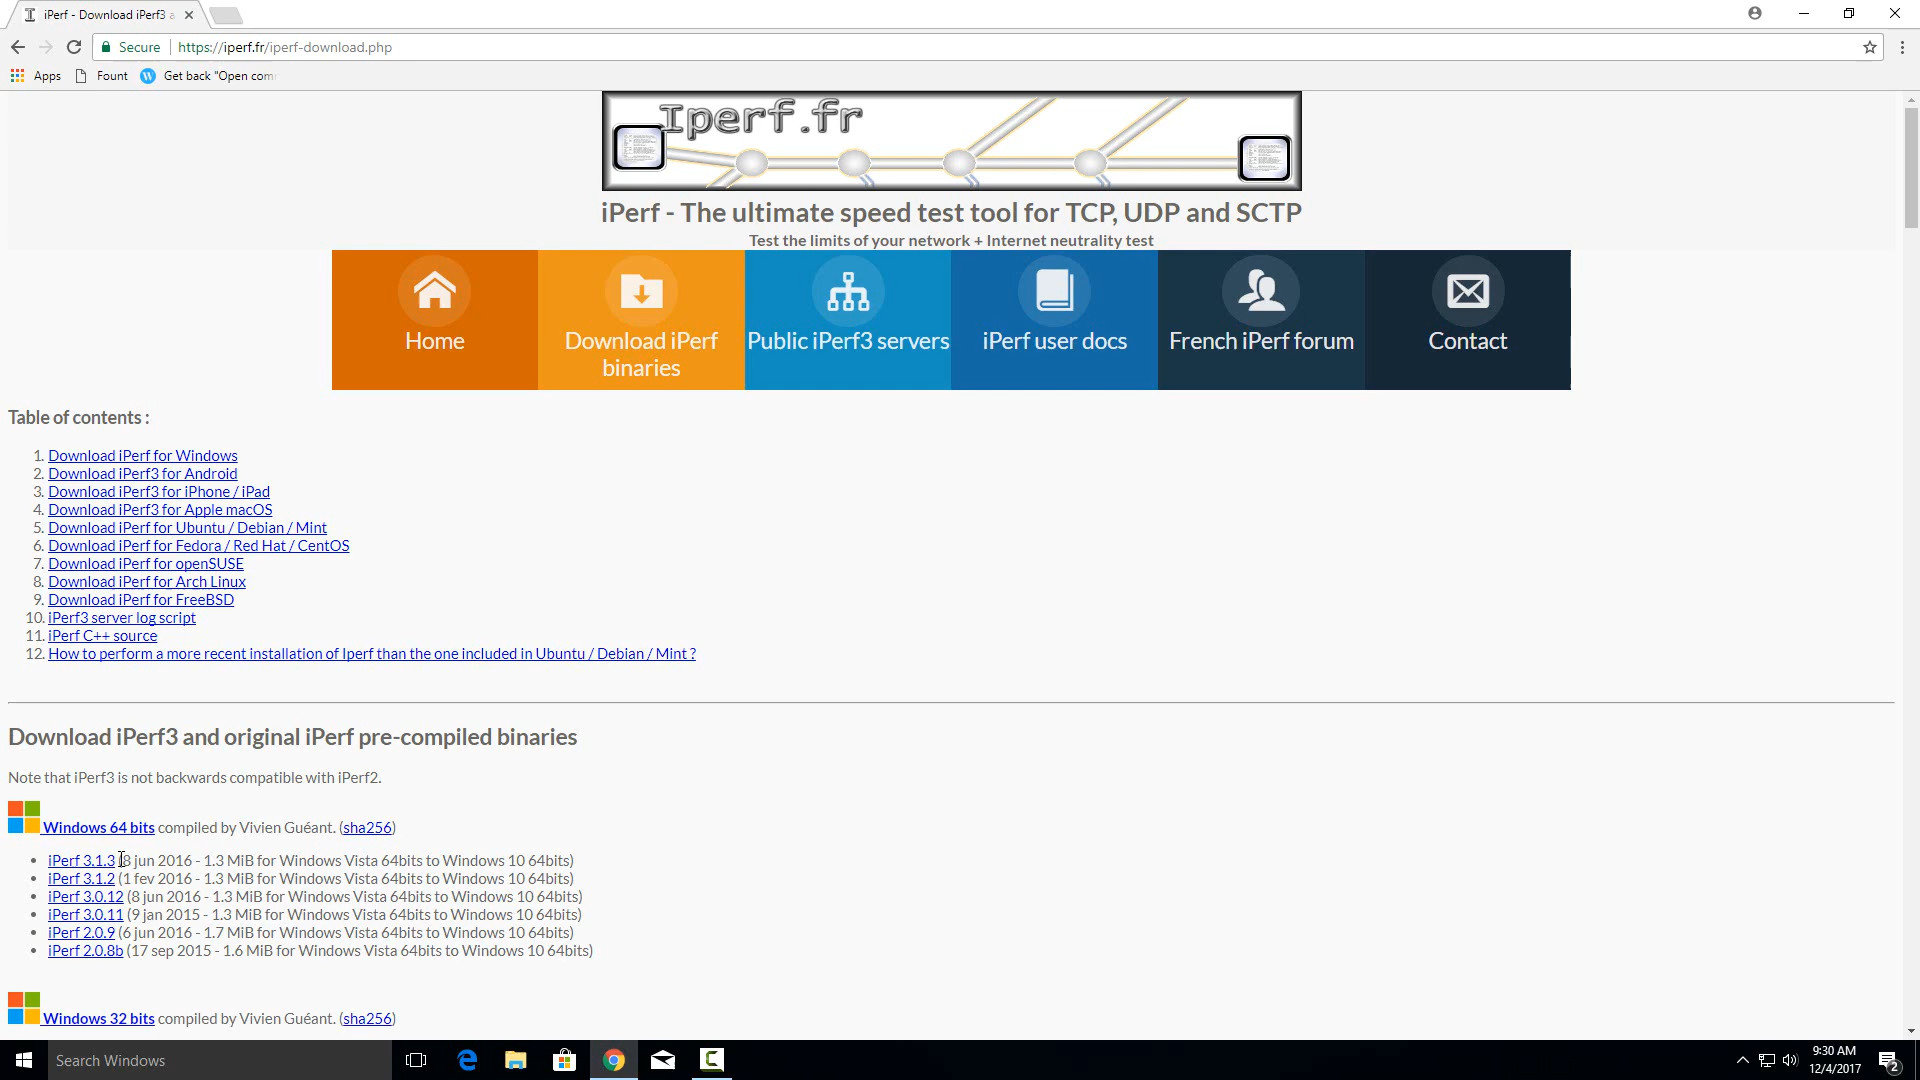 iPerf - Download iPerf3 a
Secure
https://iperf.fr/iperf-download.php
Apps
Fount
Get back "Open com
Iperf.fr
iPerf - The ultimate speed test tool for TCP, UDP and SCTP
Test the limits of your network + Internet neutrality test
Home
Download iPerf
binaries
Public iPerf3 servers
iPerf user docs
French iPerf forum
Contact
Table of contents :
1. Download iPerf for Windows
2. Download iPerf3 for Android
3. Download iPerf3 for iPhone / iPad
4. Download iPerf3 for Apple macOS
5. Download iPerf for Ubuntu / Debian / Mint
6. Download iPerf for Fedora / Red Hat / CentOS
7. Download iPerf for openSUSE
8. Download iPerf for Arch Linux
9. Download iPerf for FreeBSD
10. iPerf3 server log script
11. iPerf C++ source
12. How to perform a more recent installation of Iperf than the one included in Ubuntu / Debian / Mint ?
Download iPerf3 and original iPerf pre-compiled binaries
Note that iPerf3 is not backwards compatible with iPerf2.
Windows 64 bits compiled by Vivien Guéant. (sha256)
• iPerf 3.1.3 (8 jun 2016 - 1.3 MiB for Windows Vista 64bits to Windows 10 64bits)
• iPerf 3.1.2 (1 fev 2016 - 1.3 MiB for Windows Vista 64bits to Windows 10 64bits)
• iPerf 3.0.12 (8 jun 2016 - 1.3 MiB for Windows Vista 64bits to Windows 10 64bits)
• iPerf 3.0.11 (9 jan 2015 - 1.3 MiB for Windows Vista 64bits to Windows 10 64bits)
• iPerf 2.0.9 (6 jun 2016 - 1.7 MiB for Windows Vista 64bits to Windows 10 64bits)
• iPerf 2.0.8b (17 sep 2015 - 1.6 MiB for Windows Vista 64bits to Windows 10 64bits)
Windows 32 bits compiled by Vivien Guéant. (sha256)
Search Windows
9:30 AM
12/4/2017
2